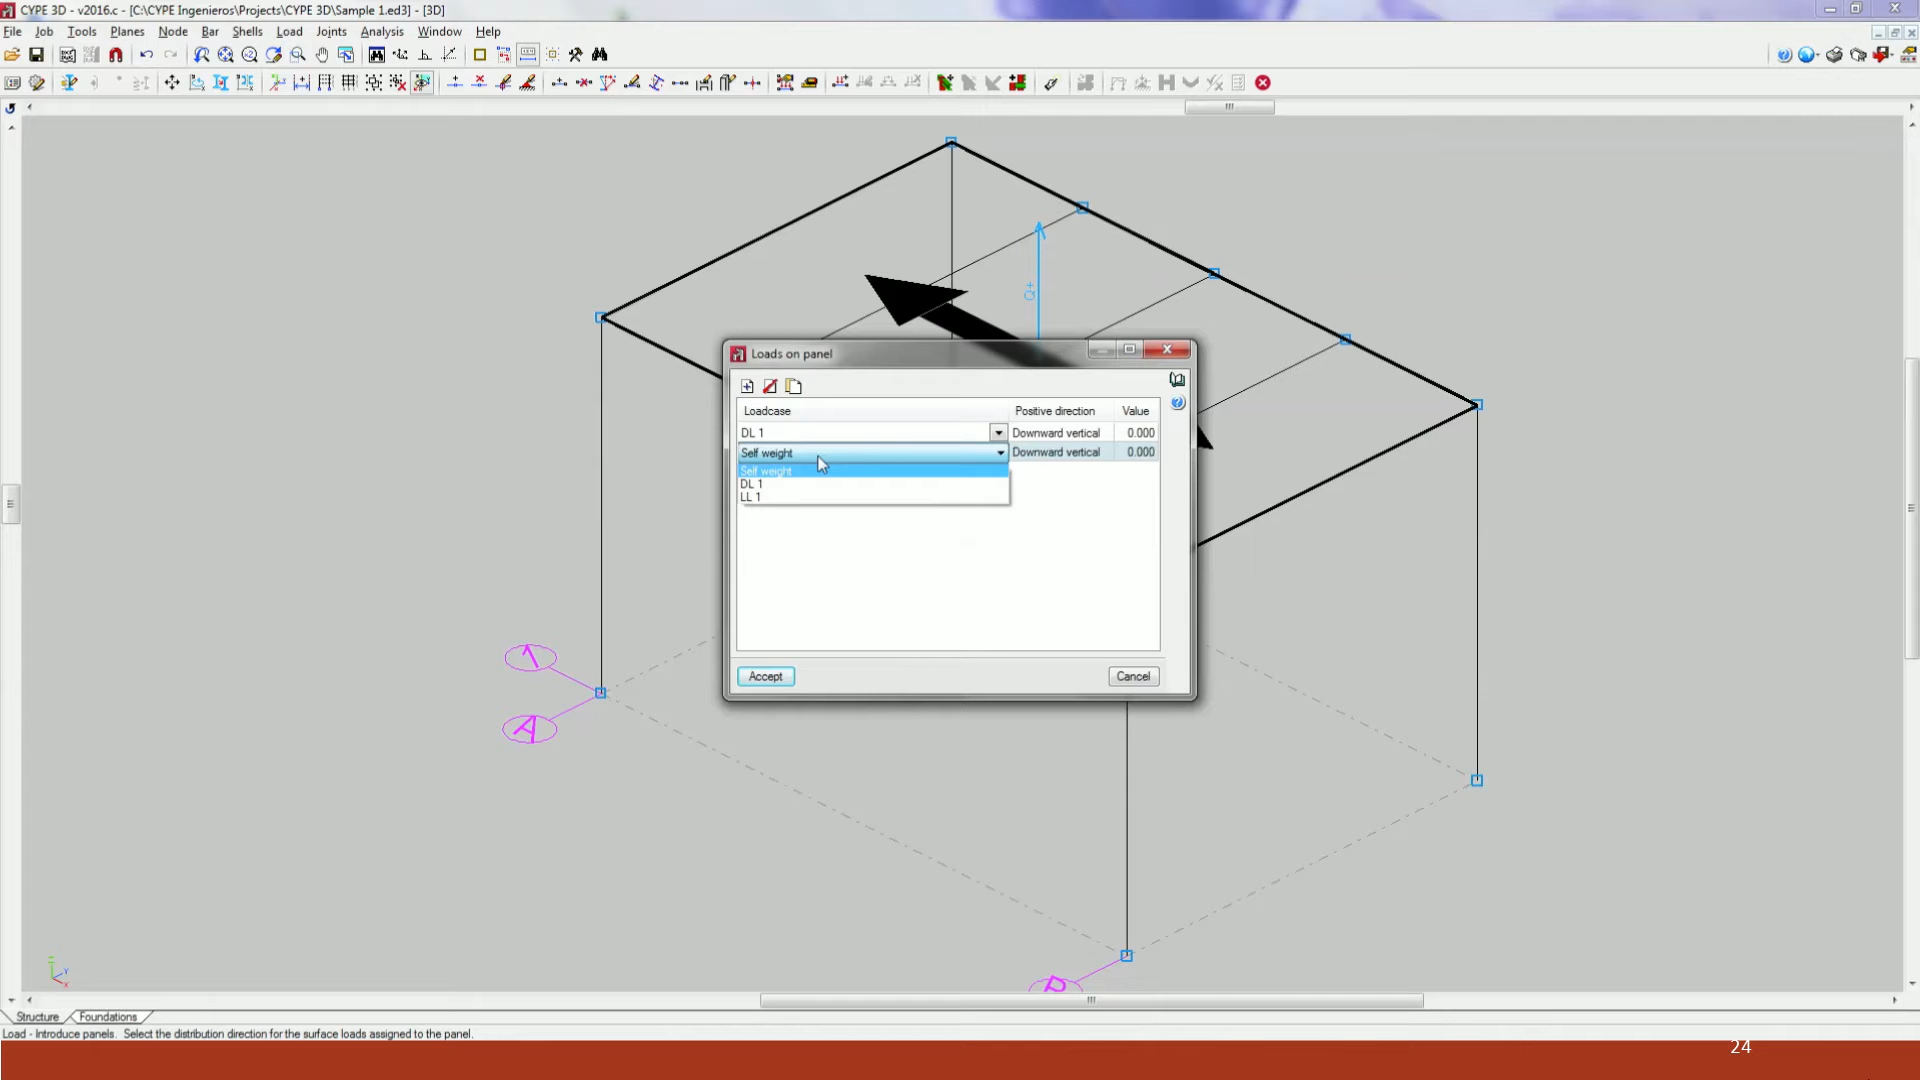 CYPE 3D - v2016.c - [C:\CYPE Ingenieros\Projects\CYPE 3D\Sample 1.ed3] - [3D]
File Job Tools Planes Node Bar Shells Load Joints Analysis Window Help
Q+
Loads on panel
Loadcase Positive direction Value
DL 1 Downward vertical 0.000
Self weight Downward vertical 0.000
Self weight
DL 1
LL 1
Accept Cancel
1
A
Structure Foundations
Load - Introduce panels. Select the distribution direction for the surface loads assigned to the panel.
24